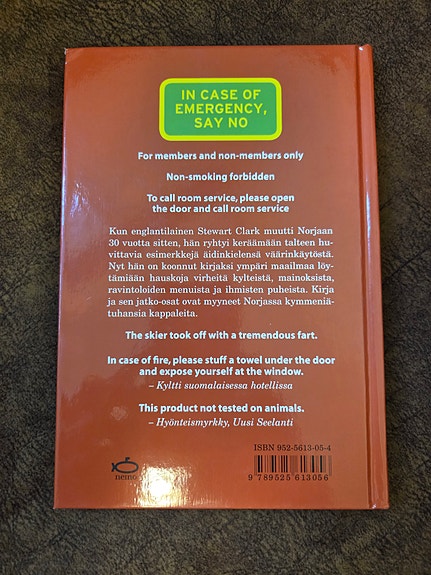 IN CASE OF
EMERGENCY,
SAY NO
For members and non-members only
Non-smoking forbidden
To call room service, please open
the door and call room service
Kun englantilainen Stewart Clark muutti Norjaan
30 vuotta sitten, hän ryhtyi keräämään talteen hu-
vittavia esimerkkejä äidinkielensä väärinkäytöstä.
Nyt hän on koonnut kirjaksi ympäri maailmaa löy-
tämiään hauskoja virheitä kylteistä, mainoksista,
ravintoloiden menuista ja ihmisten puheista. Kirja
ja sen jatko-osat ovat myyneet Norjassa kymmeniä-
tuhansia kappaleita.
The skier took off with a tremendous fart.
In case of fire, please stuff a towel under the door
and expose yourself at the window.
– Kyltti suomalaisessa hotellissa
This product not tested on animals.
– Hyönteismyrkky, Uusi Seelanti
ISBN 952-5613-05-4
nemo
9 789525 613056